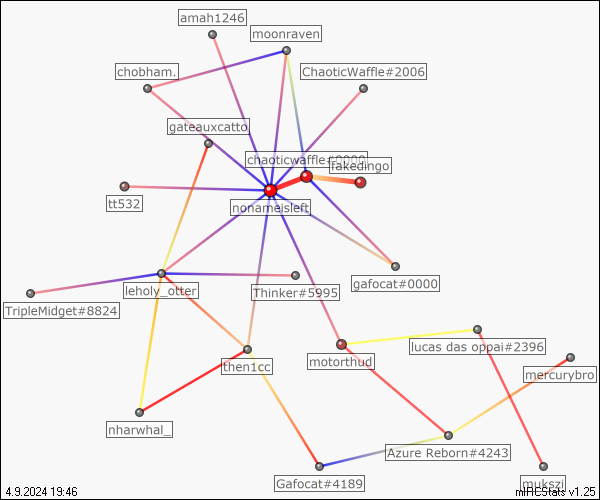 amah1246
moonraven
chobham.
ChaoticWaffle#2006
gateauxcatto
chaoticwaffle#0000
fakedingo
tt532
nonameisleft
gafocat#0000
leholy_otter
Thinker#5995
TripleMidget#8824
lucas das oppai#2396
motorthud
then1cc
mercurybro
nharwhal_
Azure Reborn#4243
Gafocat#4189
mukszi
4.9.2024 19:46
mIRCStats v1.25